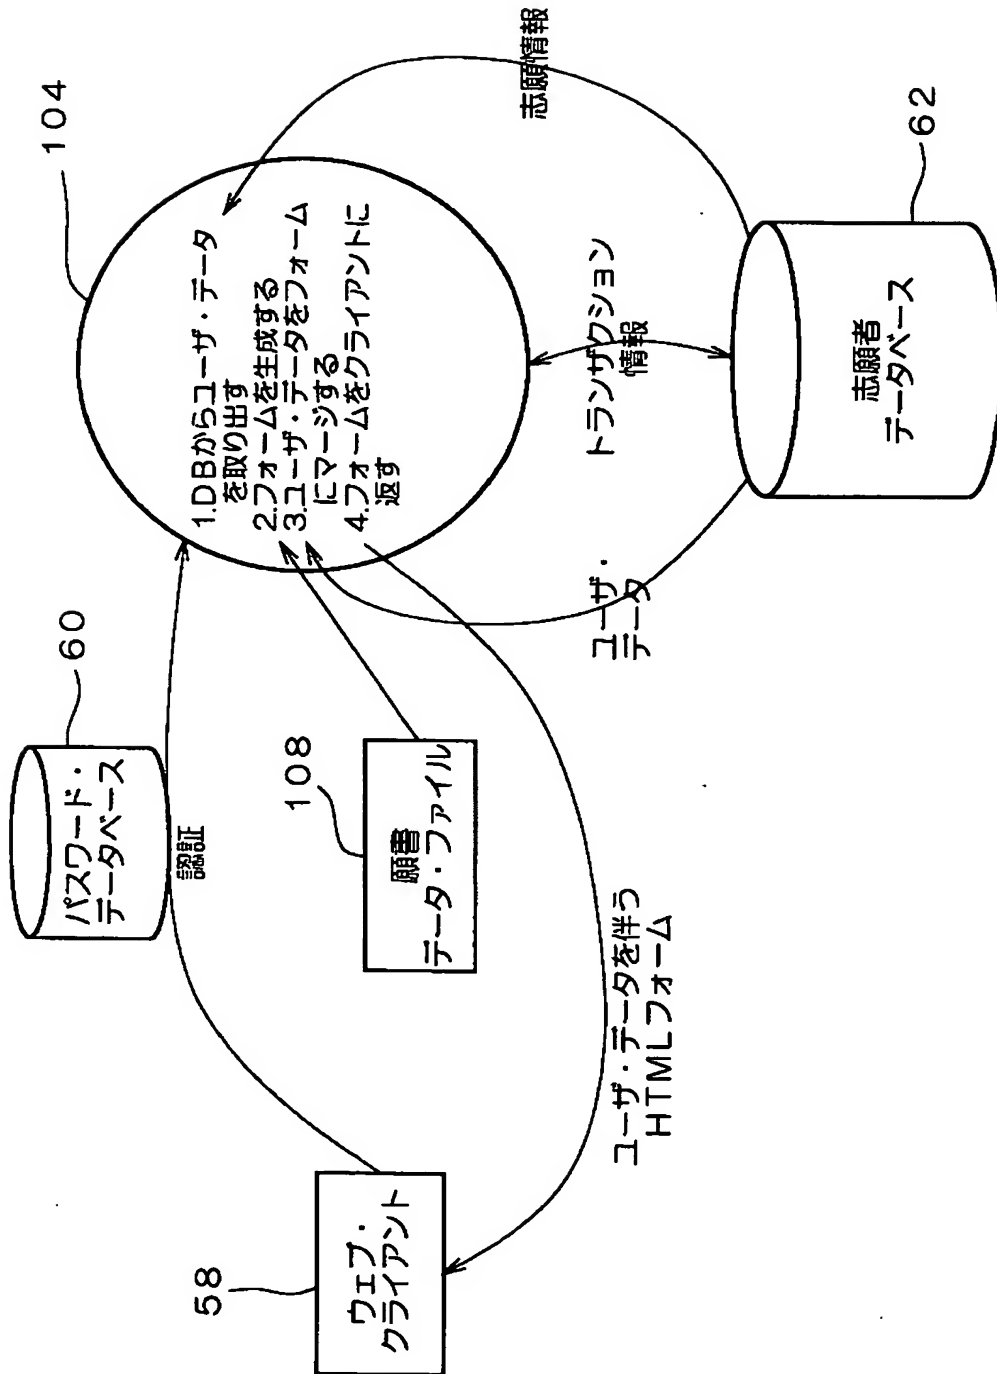 60
パスワード・
データベース
認証
104
1.DBからユーザ・データ
を取り出す
2.フォームを生成する
3.ユーザ・データをフォーム
にマージする
4.フォームをクライアントに
返す
志願情報
58
ウェブ・
クライアント
108
願書
データ・ファイル
ユーザ・データを伴う
HTMLフォーム
ユーザ・
データ
トランザクション
情報
62
志願者
データベース